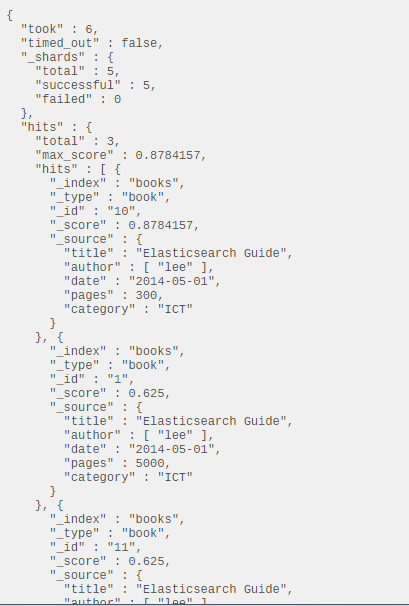 {
  "took" : 6,
  "timed_out" : false,
  "_shards" : {
    "total" : 5,
    "successful" : 5,
    "failed" : 0
  },
  "hits" : {
    "total" : 3,
    "max_score" : 0.8784157,
    "hits" : [ {
      "_index" : "books",
      "_type" : "book",
      "_id" : "10",
      "_score" : 0.8784157,
      "_source" : {
        "title" : "Elasticsearch Guide",
        "author" : [ "lee" ],
        "date" : "2014-05-01",
        "pages" : 300,
        "category" : "ICT"
      }
    }, {
      "_index" : "books",
      "_type" : "book",
      "_id" : "1",
      "_score" : 0.625,
      "_source" : {
        "title" : "Elasticsearch Guide",
        "author" : [ "lee" ],
        "date" : "2014-05-01",
        "pages" : 5000,
        "category" : "ICT"
      }
    }, {
      "_index" : "books",
      "_type" : "book",
      "_id" : "11",
      "_score" : 0.625,
      "_source" : {
        "title" : "Elasticsearch Guide",
        "author" : [ "lee" ]